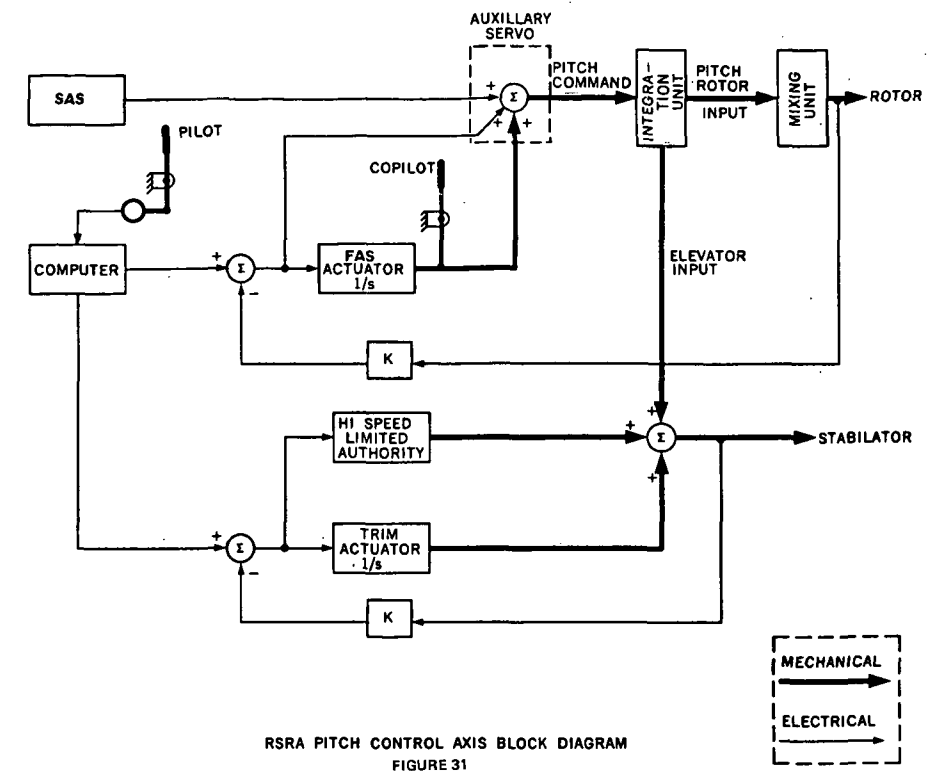 AUXILLARY
SERVO
SAS
+
Σ
+
+
PITCH
COMMAND
INTEGRA-
TION
UNIT
PITCH
ROTOR
INPUT
MIXING
UNIT
ROTOR
PILOT
COPILOT
COMPUTER
+
Σ
-
FAS
ACTUATOR
1/s
ELEVATOR
INPUT
K
HI SPEED
LIMITED
AUTHORITY
+
+
Σ
+
STABILATOR
+
Σ
-
TRIM
ACTUATOR
1/s
K
MECHANICAL
ELECTRICAL
RSRA PITCH CONTROL AXIS BLOCK DIAGRAM
FIGURE 31